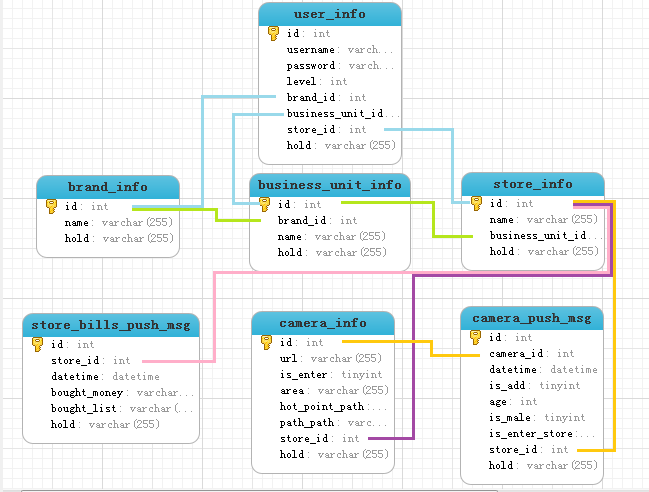 user_info
id: int
username: varch...
password: varch...
level: int
brand_id: int
business_unit_id...
store_id: int
hold: varchar(255)
brand_info
id: int
name: varchar(255)
hold: varchar(255)
business_unit_info
id: int
brand_id: int
name: varchar(255)
hold: varchar(255)
store_info
id: int
name: varchar(255)
business_unit_id...
hold: varchar(255)
store_bills_push_msg
id: int
store_id: int
datetime: datetime
bought_money: varchar...
bought_list: varchar(...
hold: varchar(255)
camera_info
id: int
url: varchar(255)
is_enter: tinyint
area: varchar(255)
hot_point_path:...
path_path: varc...
store_id: int
hold: varchar(255)
camera_push_msg
id: int
camera_id: int
datetime: datetime
is_add: tinyint
age: int
is_male: tinyint
is_enter_store:...
store_id: int
hold: varchar(255)